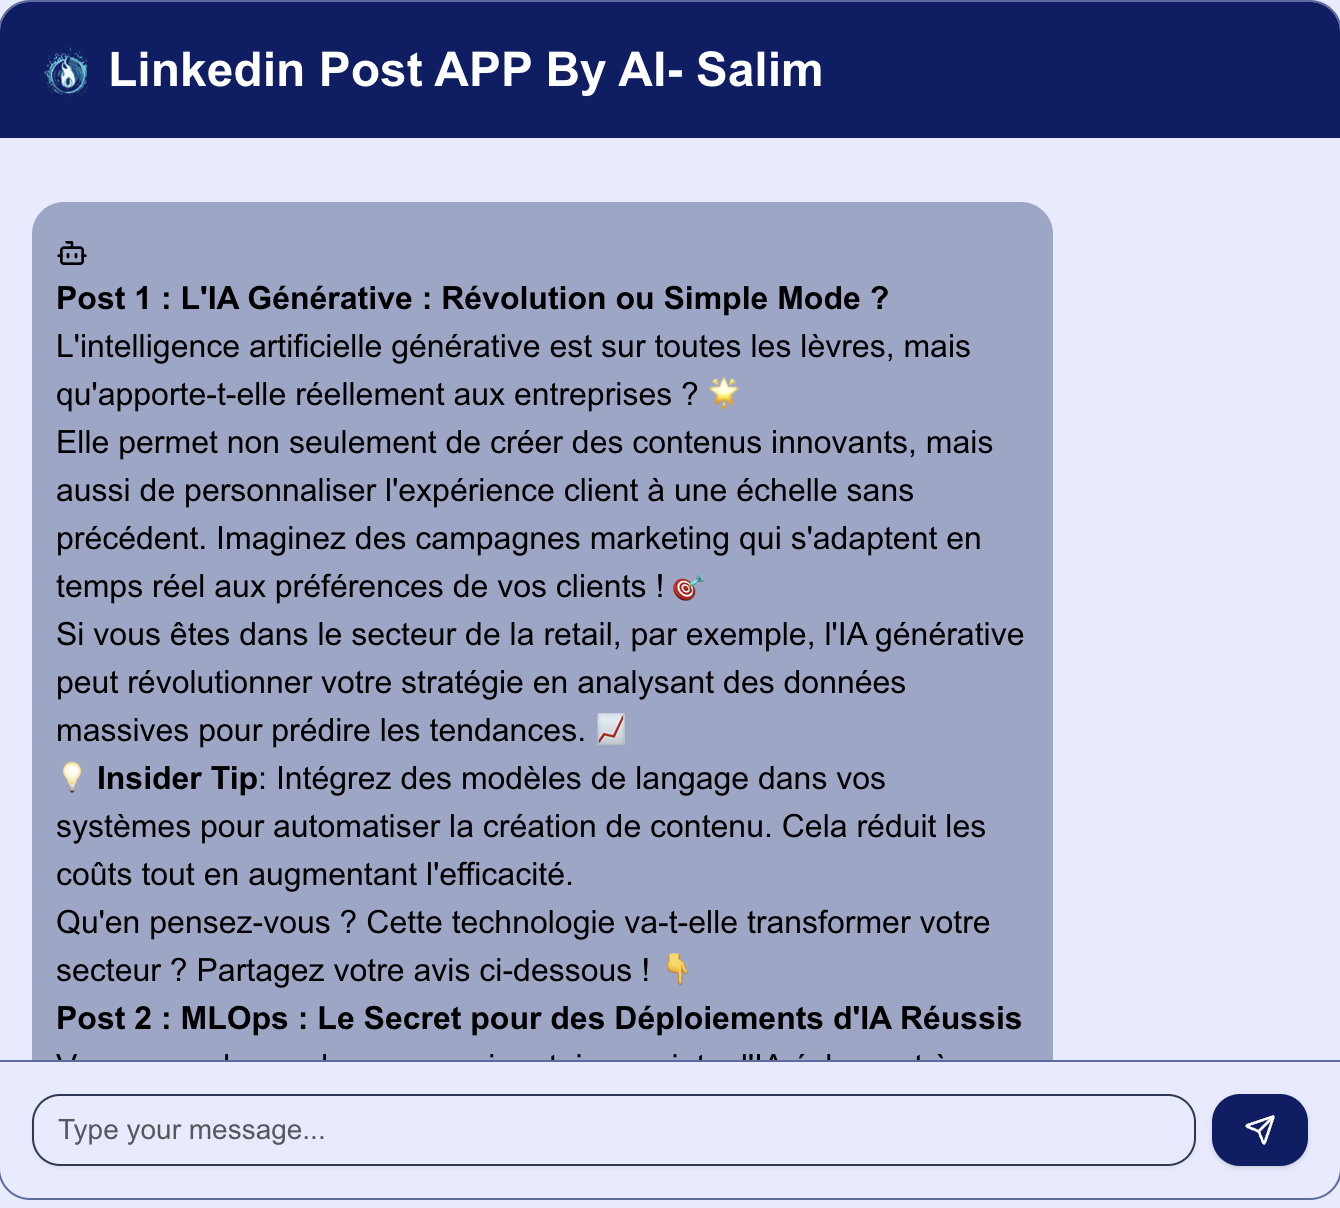 Linkedin Post APP By AI- Salim
Post 1 : L'IA Générative : Révolution ou Simple Mode ?
L'intelligence artificielle générative est sur toutes les lèvres, mais
qu'apporte-t-elle réellement aux entreprises ? 🌟
Elle permet non seulement de créer des contenus innovants, mais
aussi de personnaliser l'expérience client à une échelle sans
précédent. Imaginez des campagnes marketing qui s'adaptent en
temps réel aux préférences de vos clients ! 🎯
Si vous êtes dans le secteur de la retail, par exemple, l'IA générative
peut révolutionner votre stratégie en analysant des données
massives pour prédire les tendances. 📈
💡 Insider Tip: Intégrez des modèles de langage dans vos
systèmes pour automatiser la création de contenu. Cela réduit les
coûts tout en augmentant l'efficacité.
Qu'en pensez-vous ? Cette technologie va-t-elle transformer votre
secteur ? Partagez votre avis ci-dessous ! 👇
Post 2 : MLOps : Le Secret pour des Déploiements d'IA Réussis
Type your message...